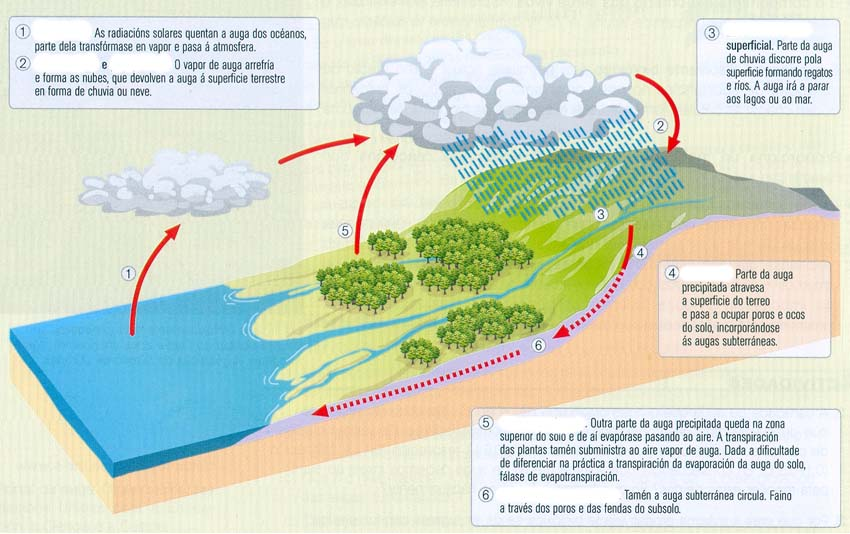 1 As radiacións solares quentan a auga dos océanos,
parte dela transfórmase en vapor e pasa á atmosfera.
2 e O vapor de auga arrefría
e forma as nubes, que devolven a auga á superficie terrestre
en forma de chuvia ou neve.
3
superficial. Parte da auga
de chuvia discorre pola
superficie formando regatos
e ríos. A auga irá a parar
aos lagos ou ao mar.
2
3
5
4
1
4 Parte da auga
precipitada atravesa
a superficie do terreo
e pasa a ocupar poros e ocos
do solo, incorporándose
ás augas subterráneas.
6
5 . Outra parte da auga precipitada queda na zona
superior do solo e de aí evapórase pasando ao aire. A transpiración
das plantas tamén subministra ao aire vapor de auga. Dada a dificultade
de diferenciar na práctica a transpiración da evaporación da auga do solo,
fálase de evapotranspiración.
6 . Tamén a auga subterránea circula. Faino
a través dos poros e das fendas do subsolo.